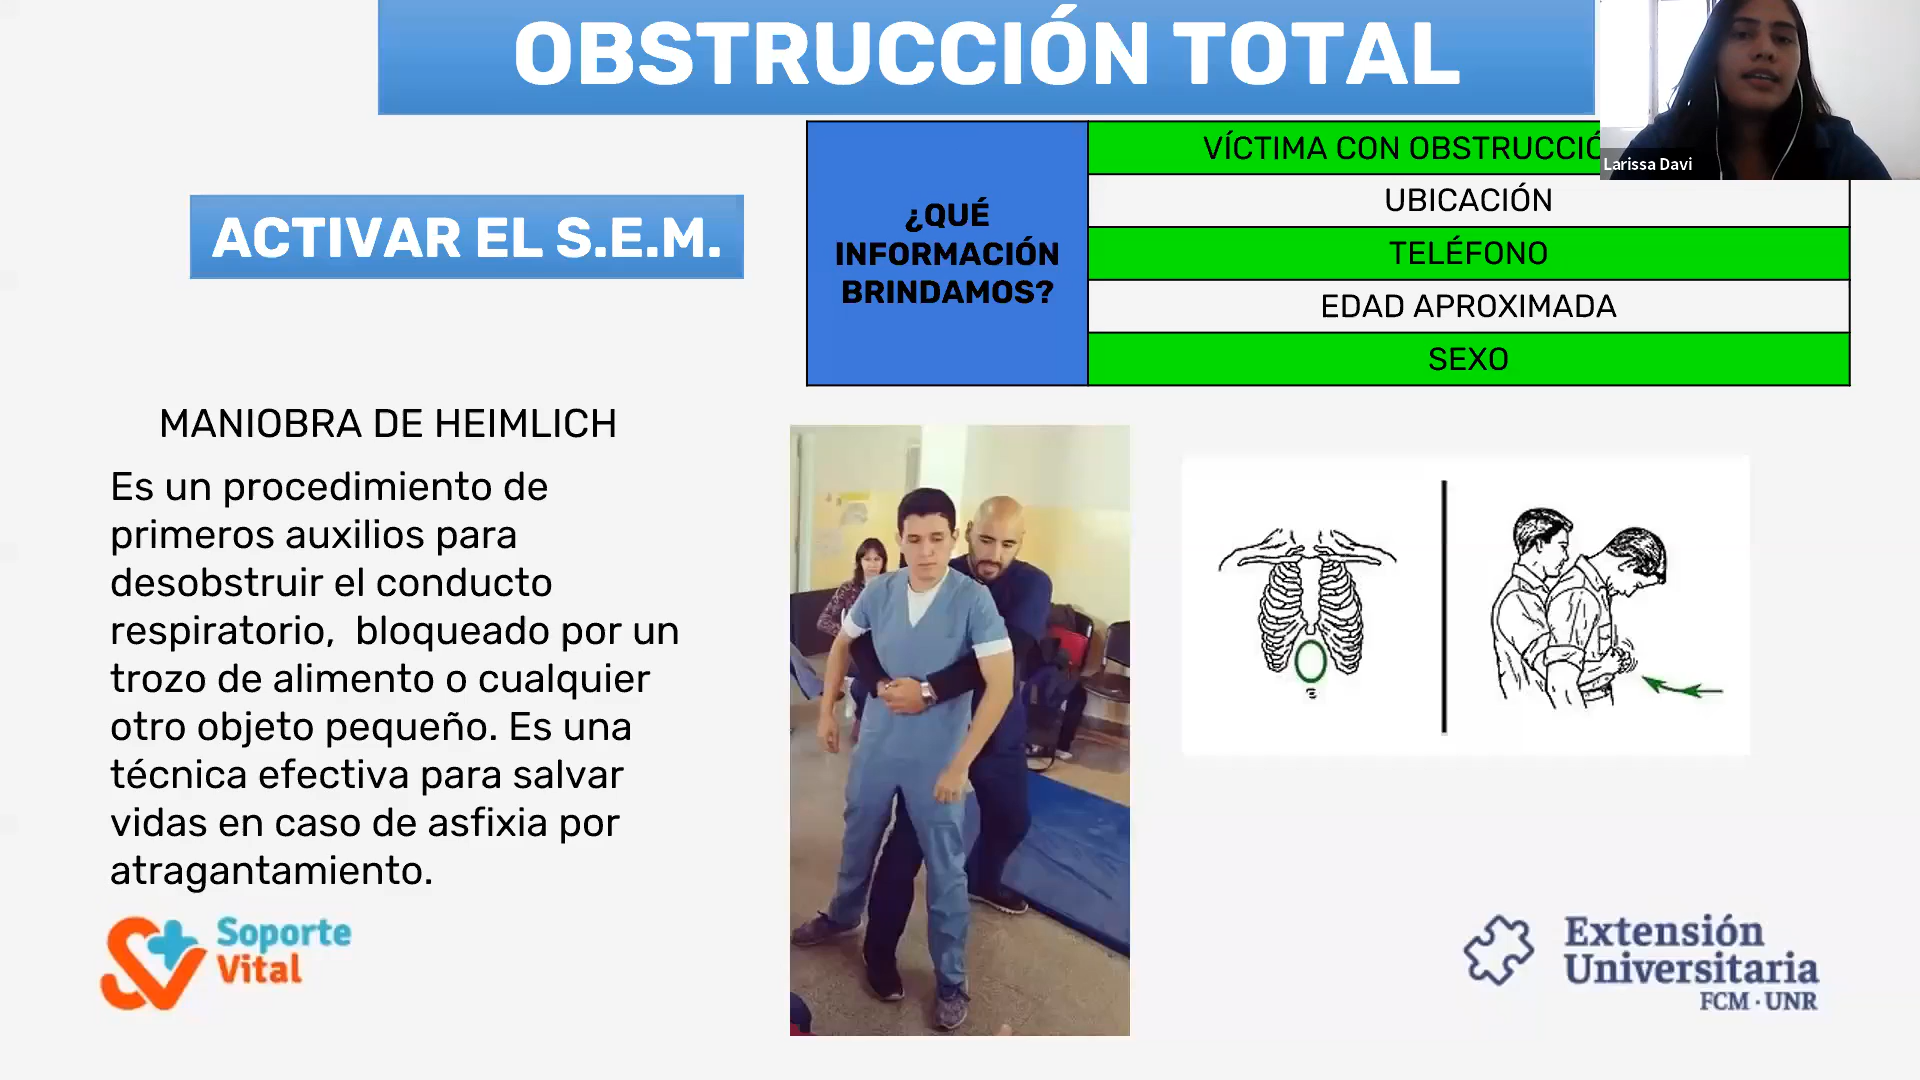 OBSTRUCCIÓN TOTAL
Larissa Davi
ACTIVAR EL S.E.M.
¿QUÉ
INFORMACIÓN
BRINDAMOS?
VÍCTIMA CON
UBICACIÓN
TELÉFONO
EDAD APROXIMADA
SEXO
MANIOBRA DE HEIMLICH
Es un procedimiento de
primeros auxilios para
desobstruir el conducto
respiratorio,  bloqueado por un
trozo de alimento o cualquier
otro objeto pequeño. Es una
técnica efectiva para salvar
vidas en caso de asfixia por
atragantamiento.
Soporte
Vital
Extensión
Universitaria
FCM · UNR